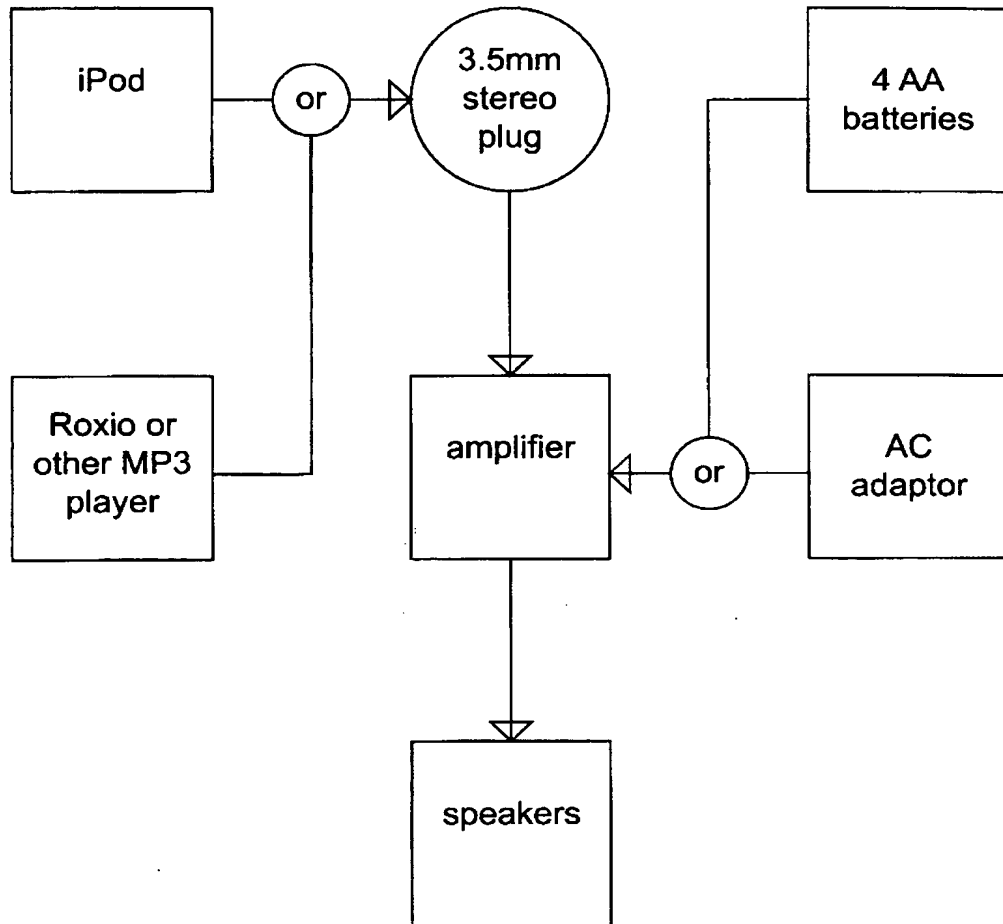 iPod
or
3.5mm
stereo
plug
4 AA
batteries
Roxio or
other MP3
player
amplifier
or
AC
adaptor
speakers